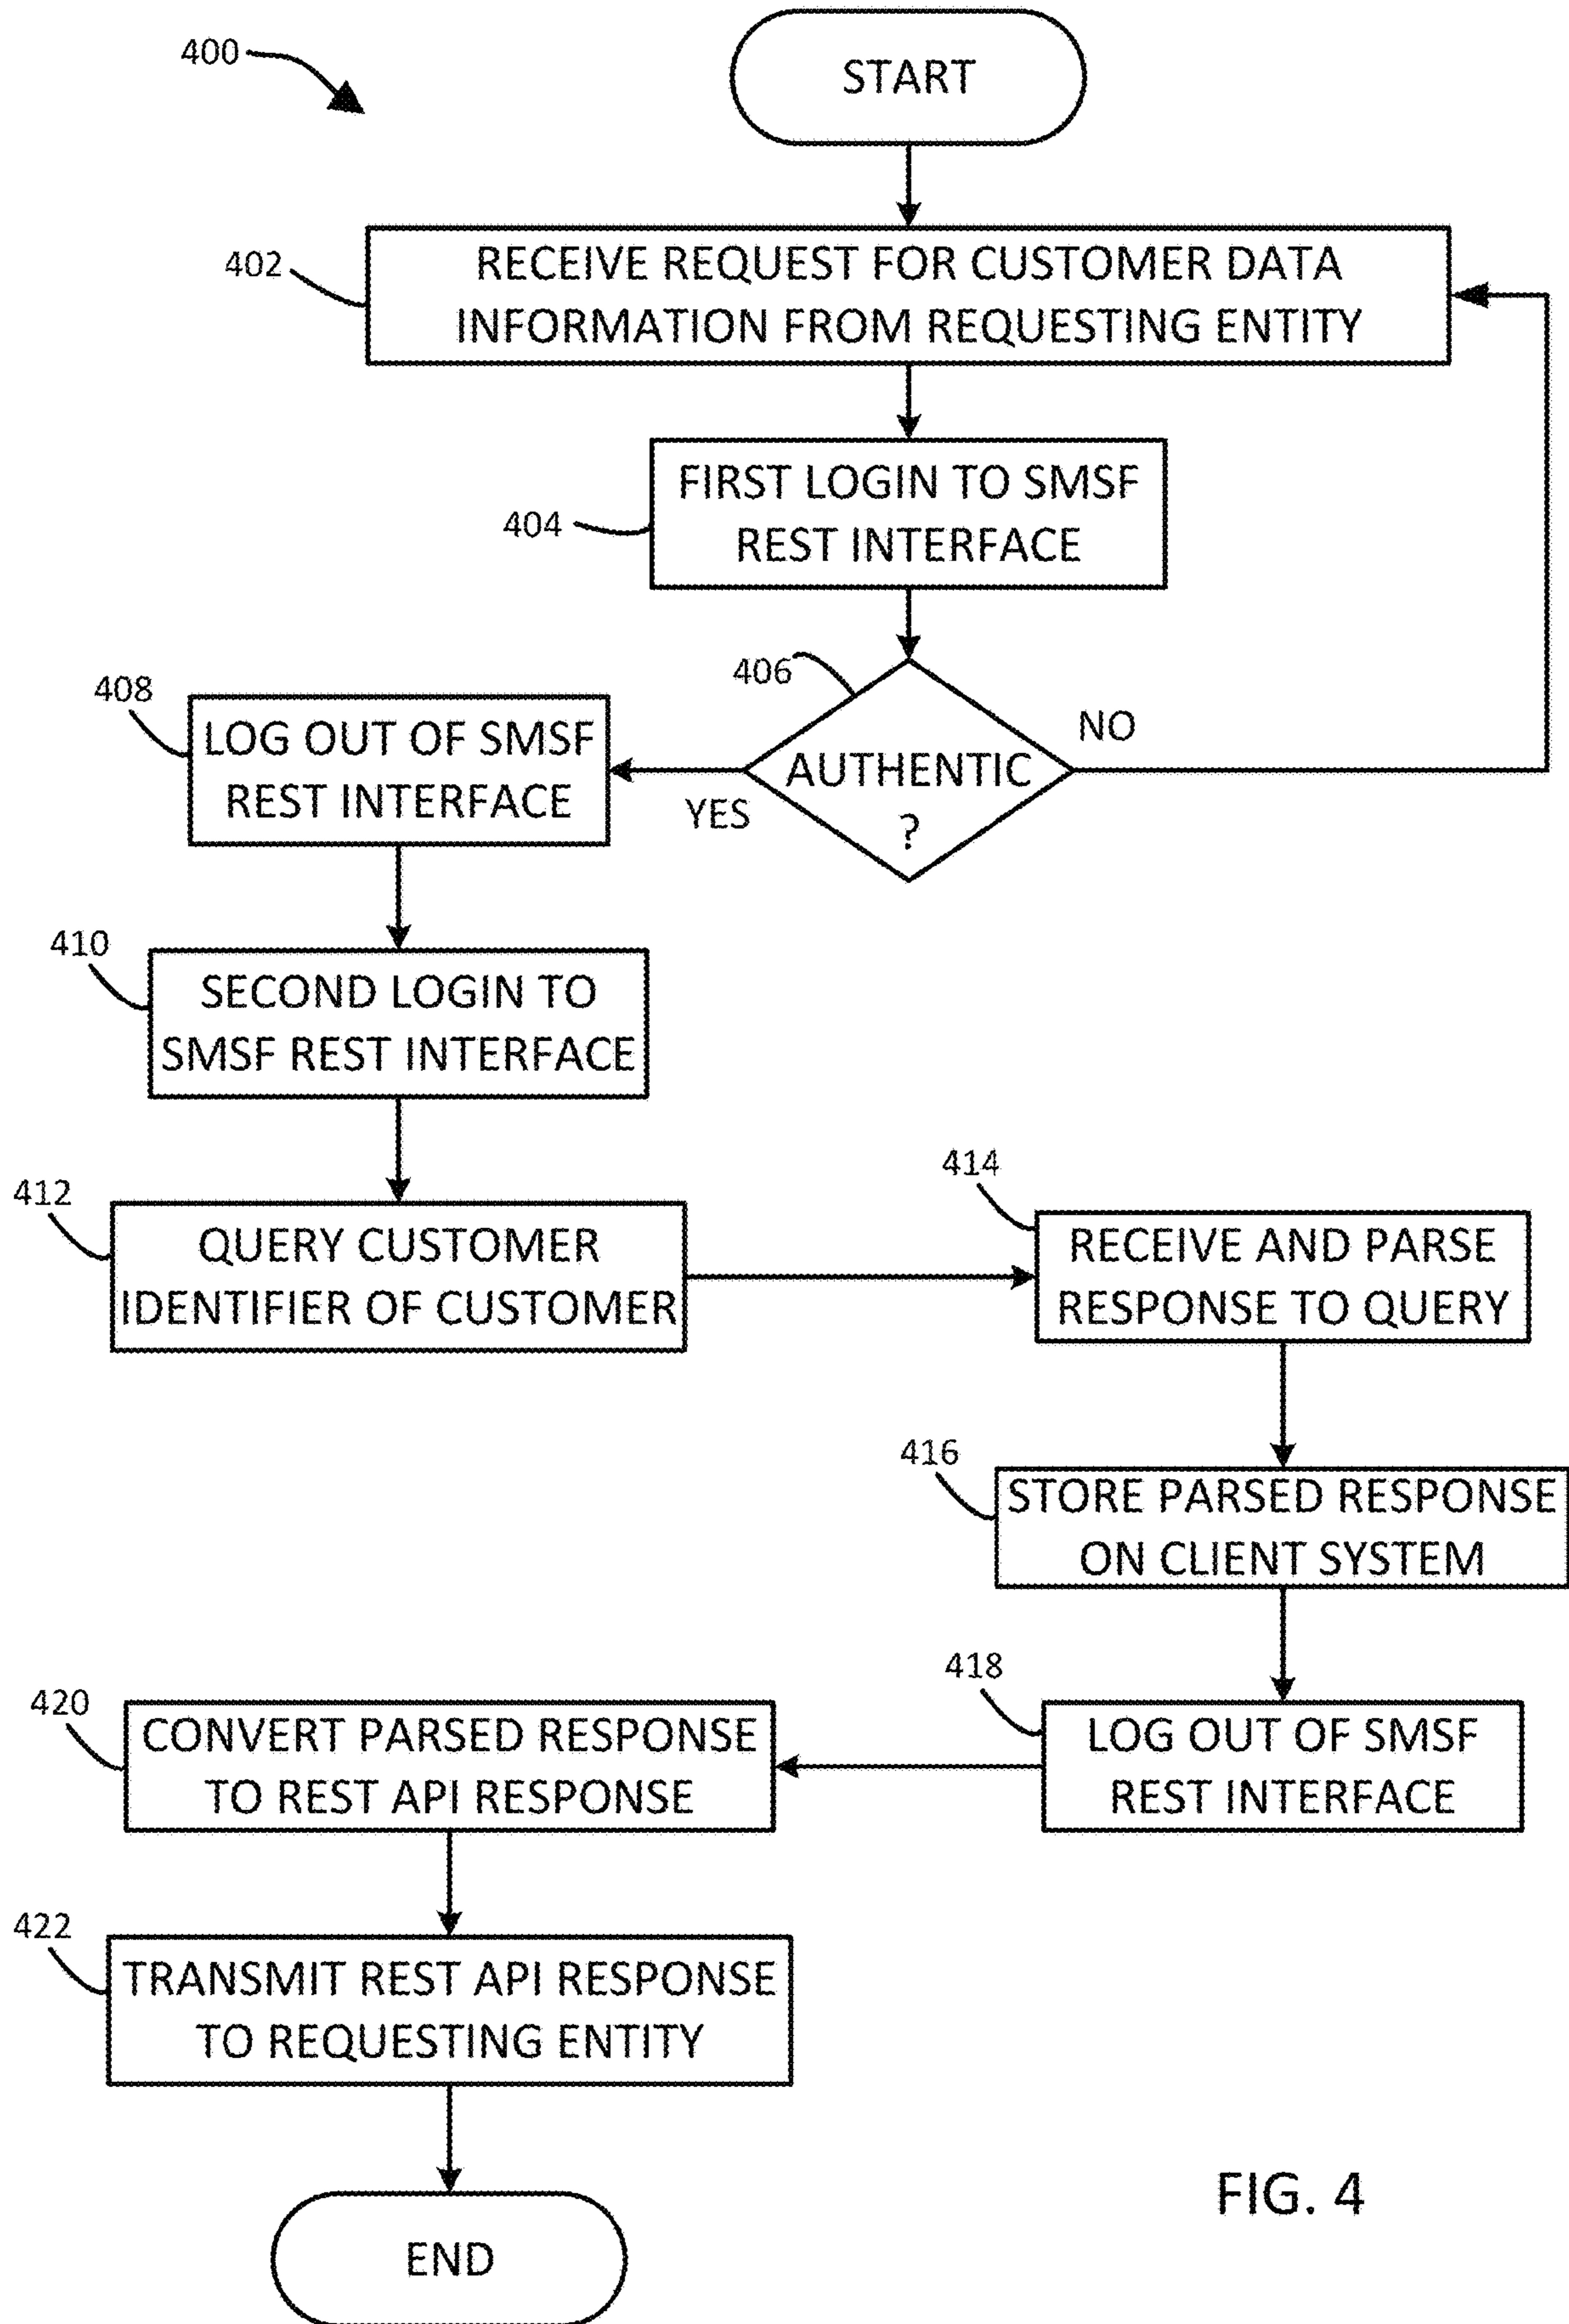 400
START
402
RECEIVE REQUEST FOR CUSTOMER DATA
INFORMATION FROM REQUESTING ENTITY
404
FIRST LOGIN TO SMSF
REST INTERFACE
406
AUTHENTIC
?
NO
YES
408
LOG OUT OF SMSF
REST INTERFACE
410
SECOND LOGIN TO
SMSF REST INTERFACE
412
QUERY CUSTOMER
IDENTIFIER OF CUSTOMER
414
RECEIVE AND PARSE
RESPONSE TO QUERY
416
STORE PARSED RESPONSE
ON CLIENT SYSTEM
418
LOG OUT OF SMSF
REST INTERFACE
420
CONVERT PARSED RESPONSE
TO REST API RESPONSE
422
TRANSMIT REST API RESPONSE
TO REQUESTING ENTITY
END
FIG. 4